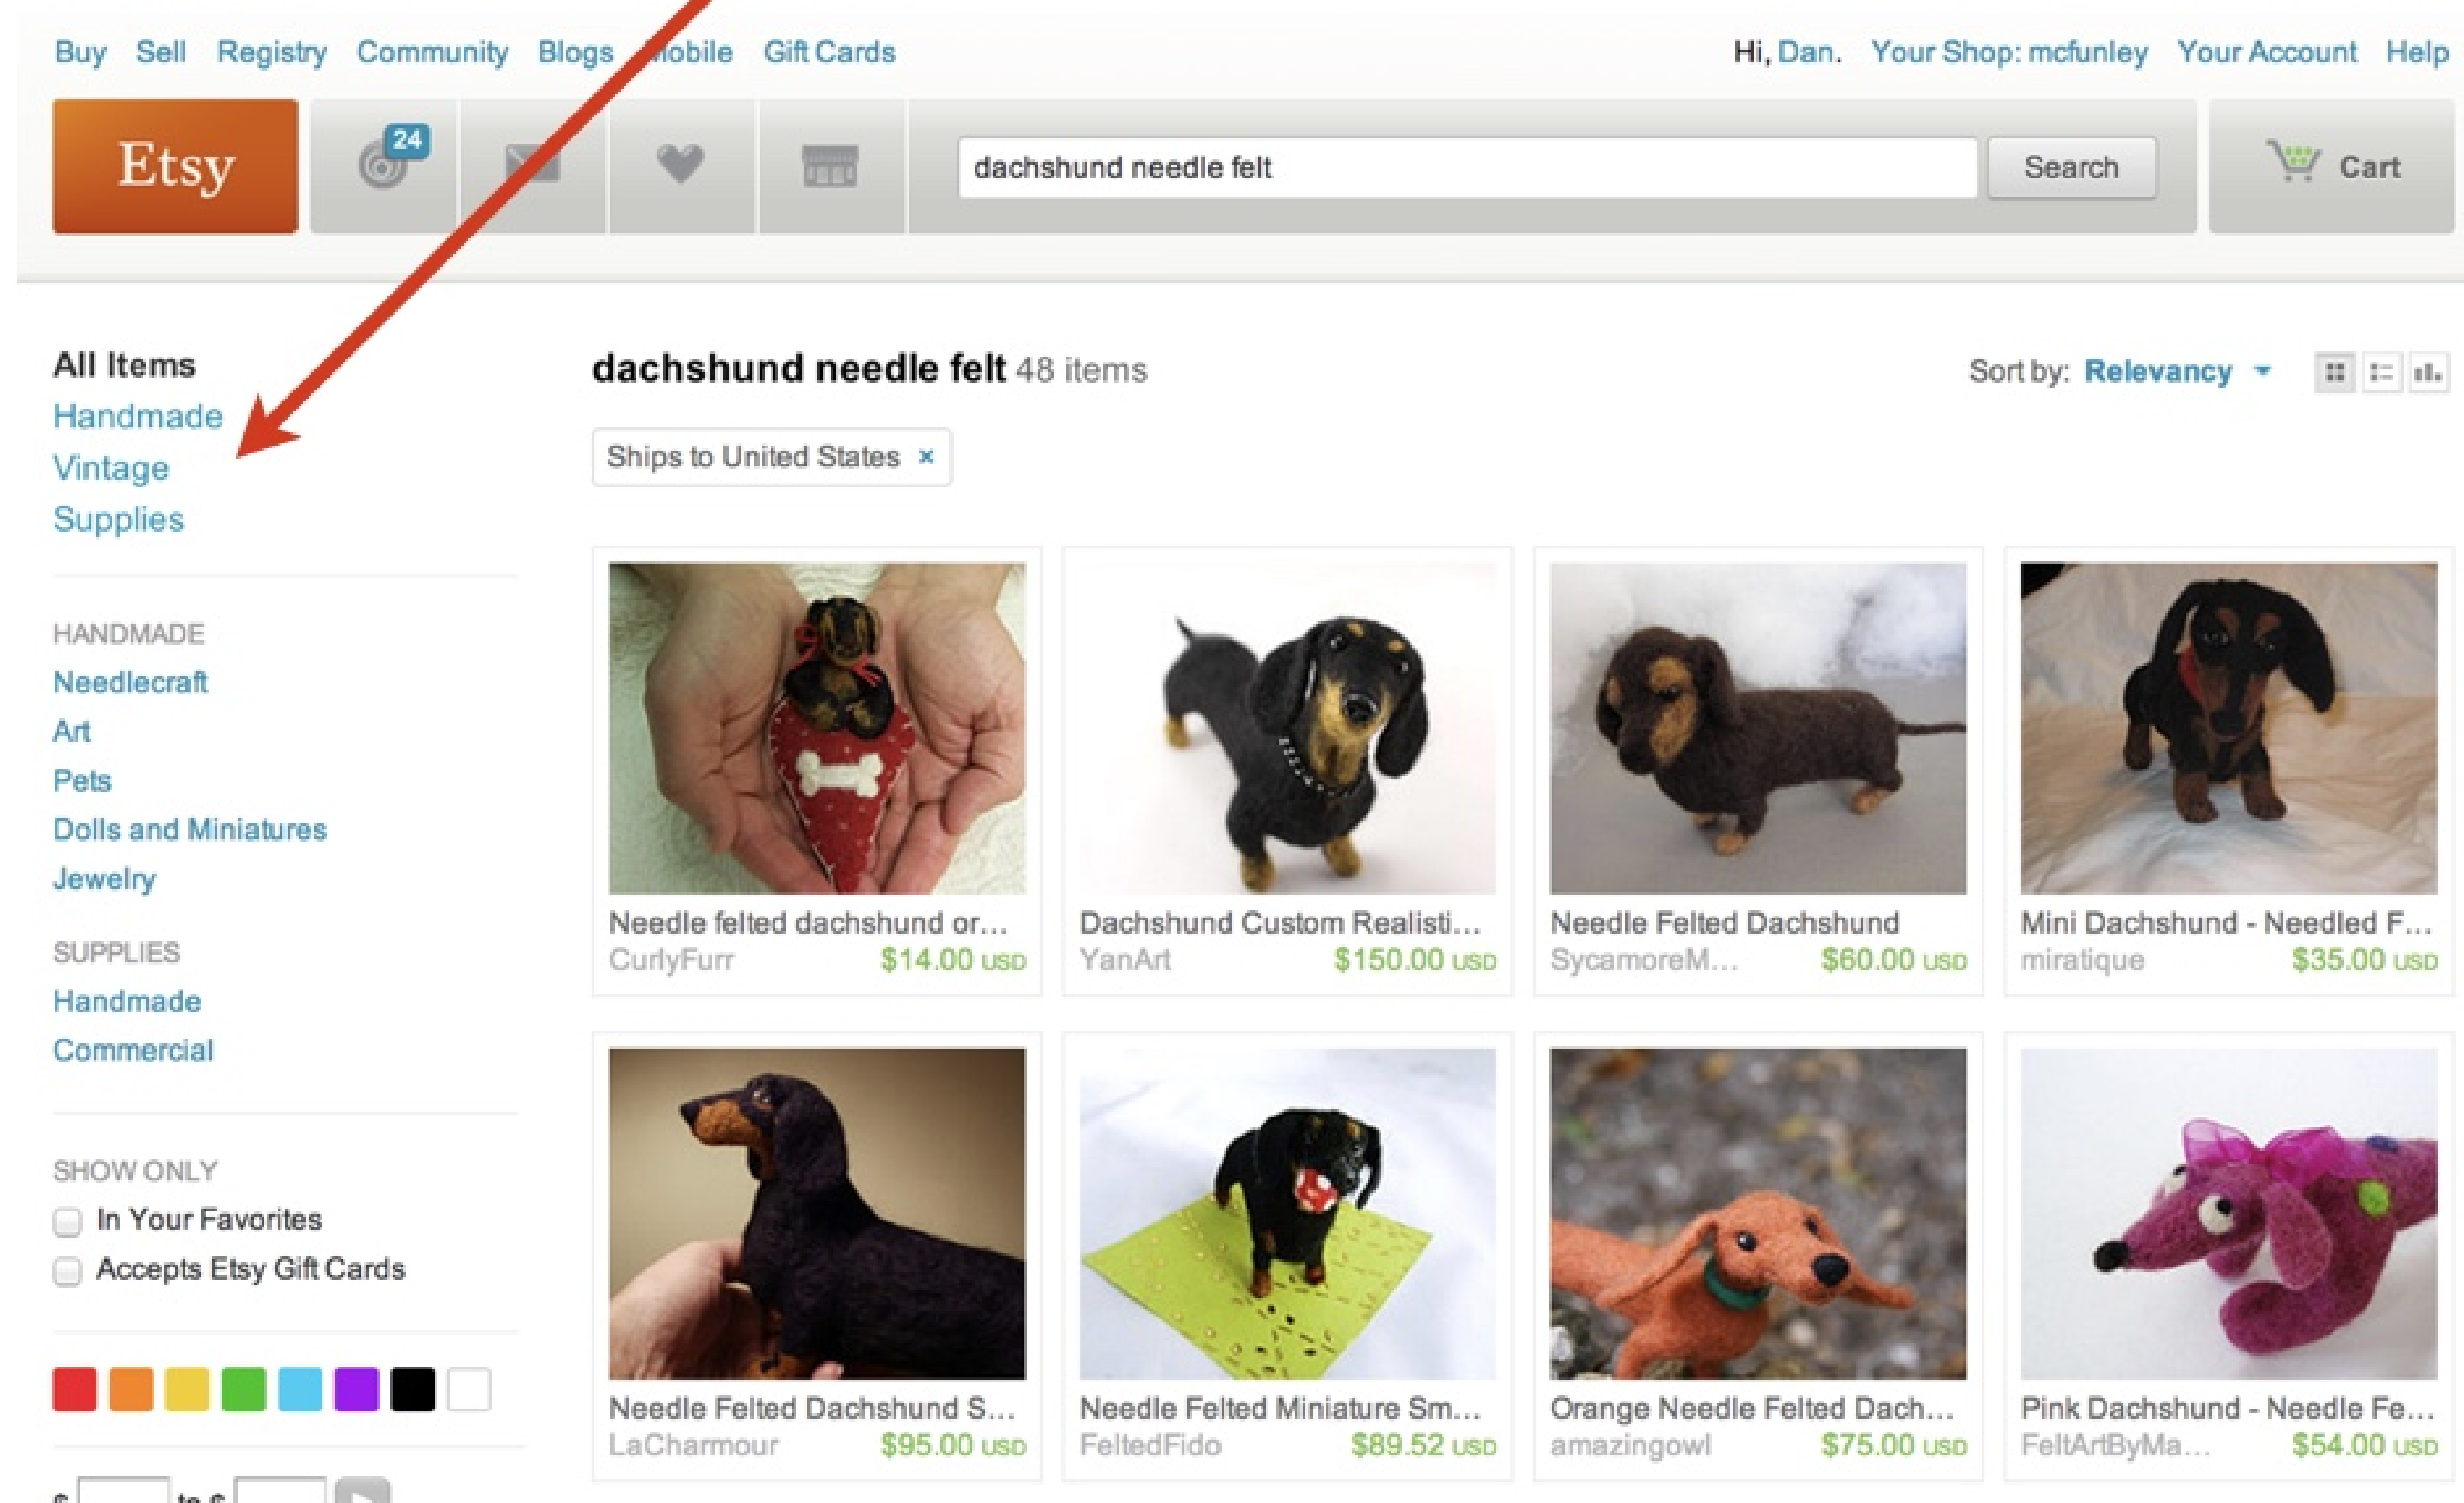 Buy Sell Registry Community Blogs Mobile Gift Cards
Hi, Dan. Your Shop: mcfunley Your Account Help
Etsy
24
dachshund needle felt
Search
Cart
All Items
Handmade
Vintage
Supplies
HANDMADE
Needlecraft
Art
Pets
Dolls and Miniatures
Jewelry
SUPPLIES
Handmade
Commercial
SHOW ONLY
In Your Favorites
Accepts Etsy Gift Cards
$ to $
dachshund needle felt 48 items
Sort by: Relevancy
Ships to United States ×
Needle felted dachshund or...
CurlyFurr $14.00 USD
Dachshund Custom Realisti...
YanArt $150.00 USD
Needle Felted Dachshund
SycamoreM... $60.00 USD
Mini Dachshund - Needled F...
miratique $35.00 USD
Needle Felted Dachshund S...
LaCharmour $95.00 USD
Needle Felted Miniature Sm...
FeltedFido $89.52 USD
Orange Needle Felted Dach...
amazingowl $75.00 USD
Pink Dachshund - Needle Fe...
FeltArtByMa... $54.00 USD